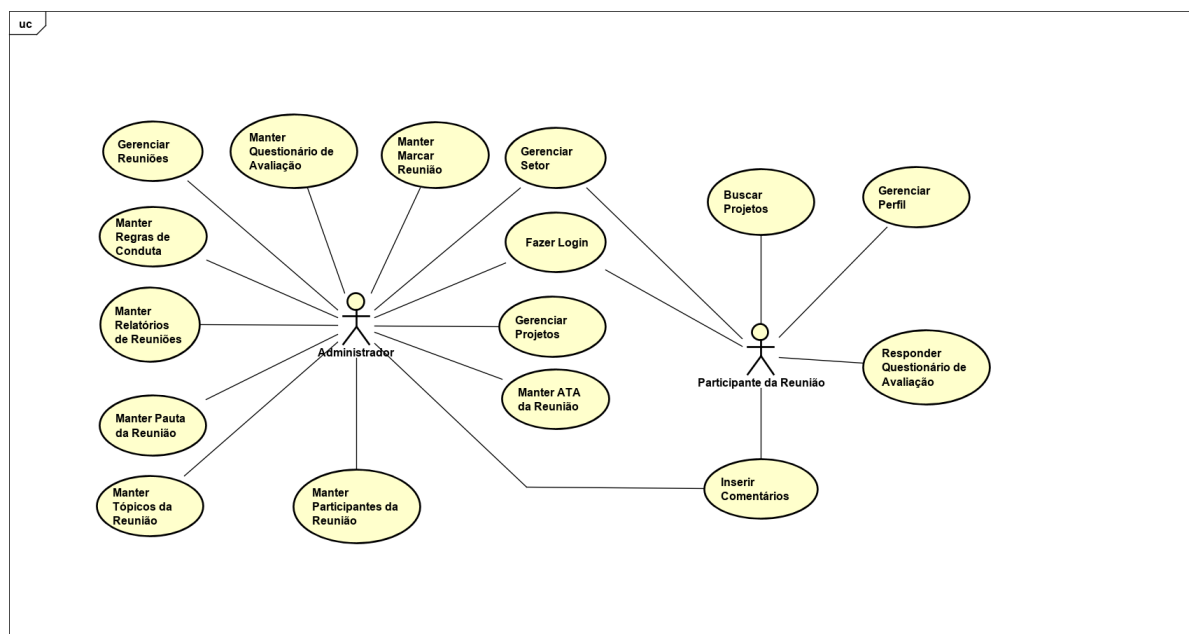 uc
Gerenciar
Reuniões
Manter
Questionário de
Avaliação
Manter
Marcar
Reunião
Gerenciar
Setor
Buscar
Projetos
Gerenciar
Perfil
Manter
Regras de
Conduta
Fazer Login
Manter
Relatórios
de Reuniões
Administrador
Gerenciar
Projetos
Participante da Reunião
Responder
Questionário de
Avaliação
Manter Pauta
da Reunião
Manter ATA
da Reunião
Manter
Tópicos da
Reunião
Manter
Participantes da
Reunião
Inserir
Comentários